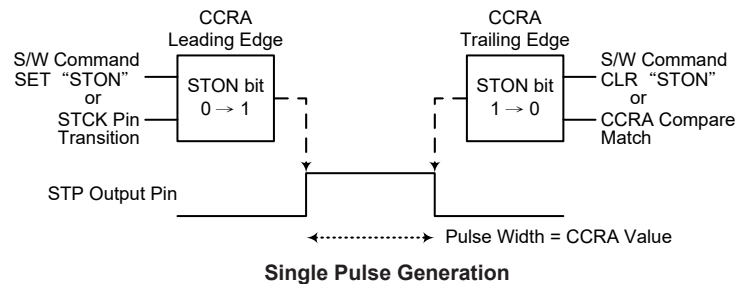 CCRA
Leading Edge
CCRA
Trailing Edge
S/W Command
SET “STON”
or
STCK Pin
Transition
STON bit
0 → 1
STON bit
1 → 0
S/W Command
CLR “STON”
or
CCRA Compare
Match
STP Output Pin
Pulse Width = CCRA Value
Single Pulse Generation